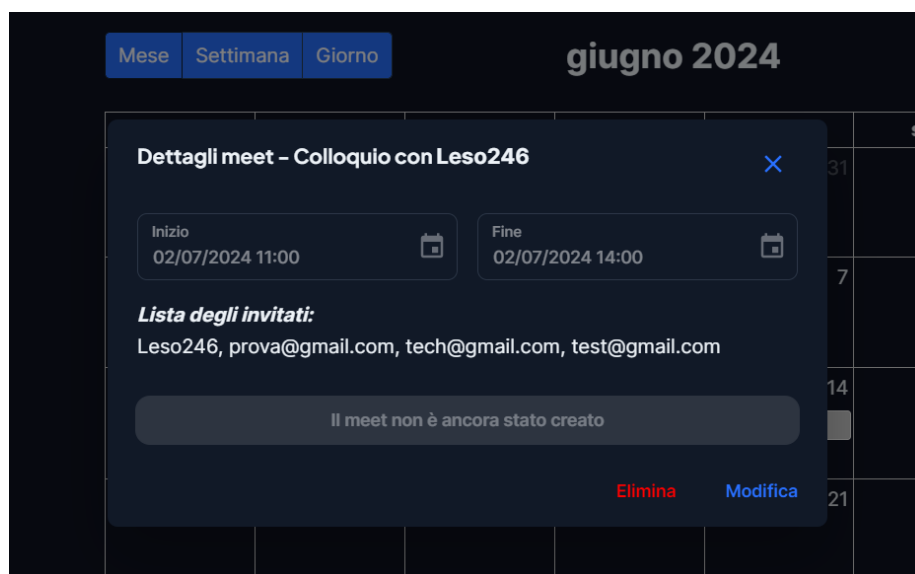 Mese Settimana Giorno
giugno 2024
31
Dettagli meet – Colloquio con Leso246
Inizio
02/07/2024 11:00
Fine
02/07/2024 14:00
7
Lista degli invitati:
Leso246, prova@gmail.com, tech@gmail.com, test@gmail.com
14
Il meet non è ancora stato creato
Elimina Modifica
21